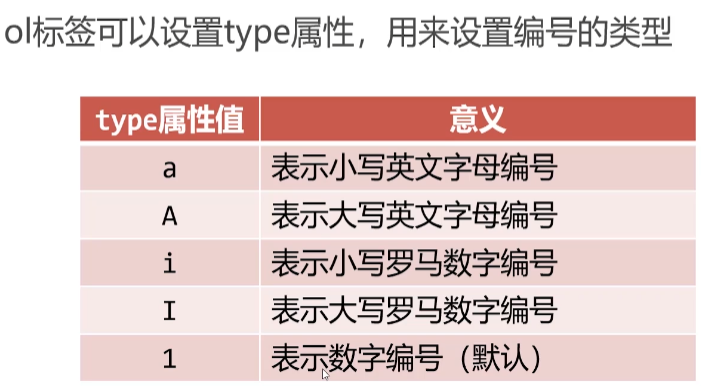 ol标签可以设置type属性，用来设置编号的类型
type属性值 意义
a 表示小写英文字母编号
A 表示大写英文字母编号
i 表示小写罗马数字编号
I 表示大写罗马数字编号
1 表示数字编号（默认）